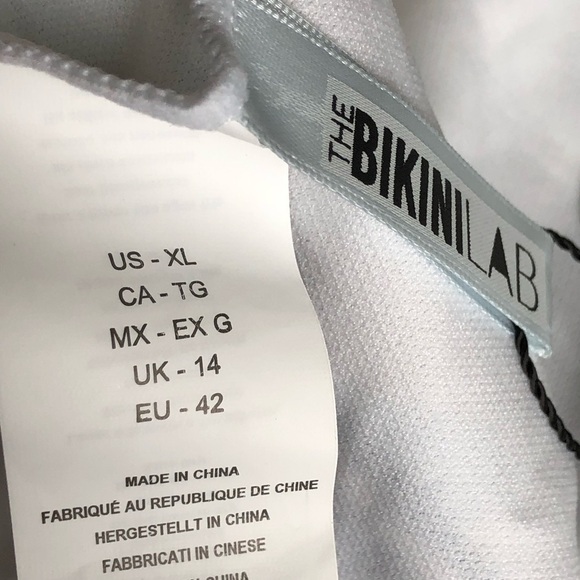 THE
BIKINILAB
US - XL
CA - TG
MX - EX G
UK - 14
EU - 42
MADE IN CHINA
FABRIQUÉ AU REPUBLIQUE DE CHINE
HERGESTELLT IN CHINA
FABBRICATI IN CINESE
CHINA